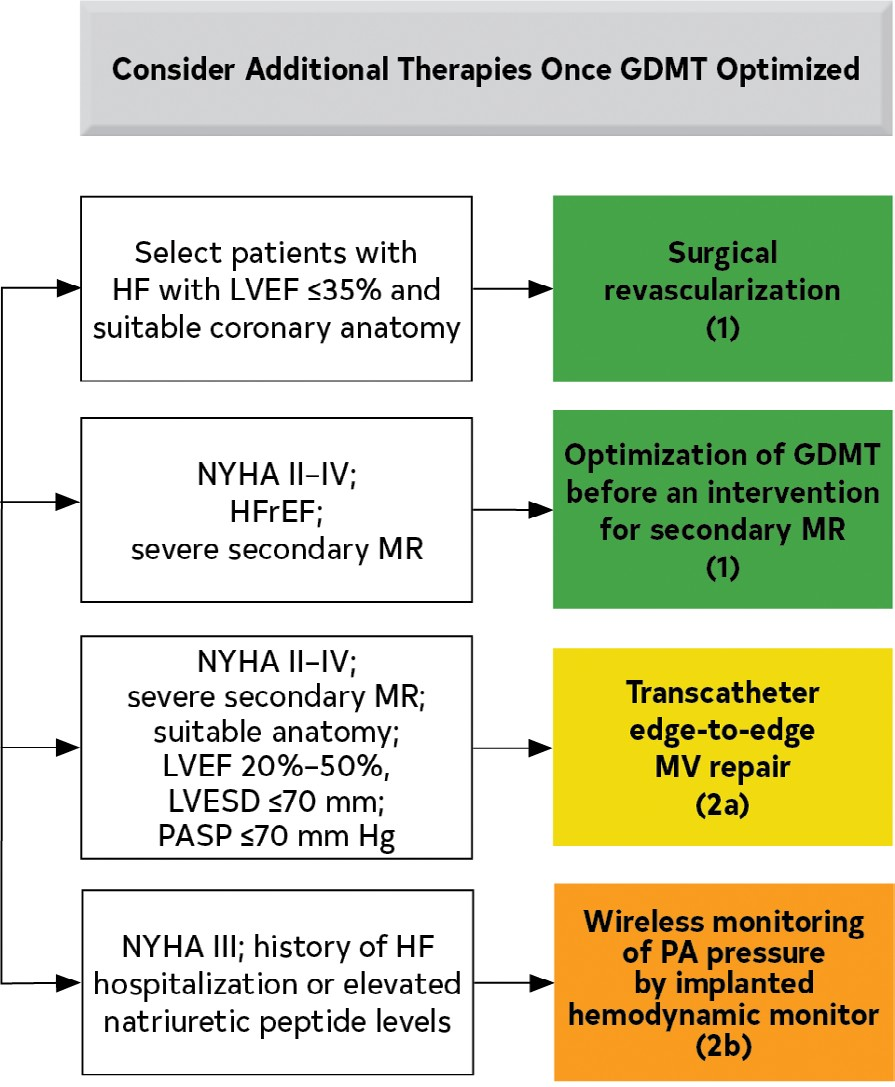 Consider Additional Therapies Once GDMT Optimized
Select patients with
HF with LVEF ≤35% and
suitable coronary anatomy
Surgical
revascularization
(1)
NYHA II–IV;
HFrEF;
severe secondary MR
Optimization of GDMT
before an intervention
for secondary MR
(1)
NYHA II–IV;
severe secondary MR;
suitable anatomy;
LVEF 20%–50%,
LVESD ≤70 mm;
PASP ≤70 mm Hg
Transcatheter
edge-to-edge
MV repair
(2a)
NYHA III; history of HF
hospitalization or elevated
natriuretic peptide levels
Wireless monitoring
of PA pressure
by implanted
hemodynamic monitor
(2b)